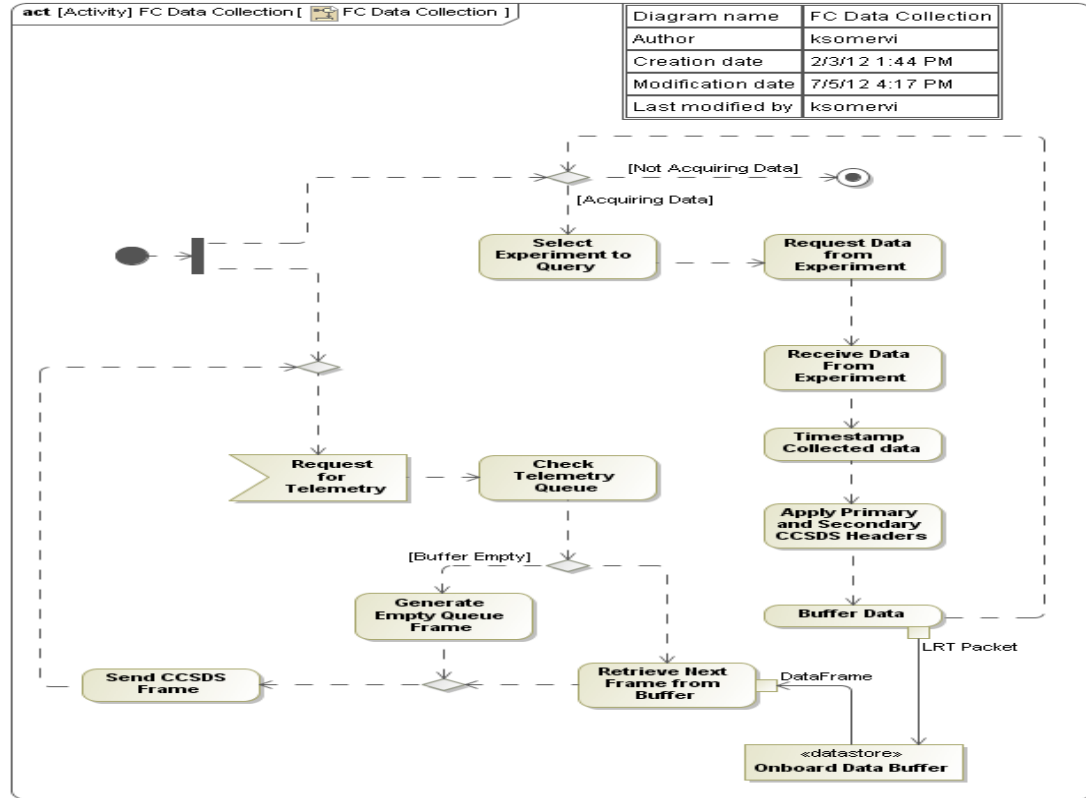 act [Activity] FC Data Collection [ FC Data Collection ]
Diagram name FC Data Collection
Author ksomervi
Creation date 2/3/12 1:44 PM
Modification date 7/5/12 4:17 PM
Last modified by ksomervi
[Not Acquiring Data]
[Acquiring Data]
Select
Experiment to
Query
Request Data
from
Experiment
Receive Data
From
Experiment
Timestamp
Collected data
Request
for
Telemetry
Check
Telemetry
Queue
Apply Primary
and Secondary
CCSDS Headers
[Buffer Empty]
Generate
Empty Queue
Frame
Buffer Data
LRT Packet
Send CCSDS
Frame
Retrieve Next
Frame from
Buffer
DataFrame
«datastore»
Onboard Data Buffer